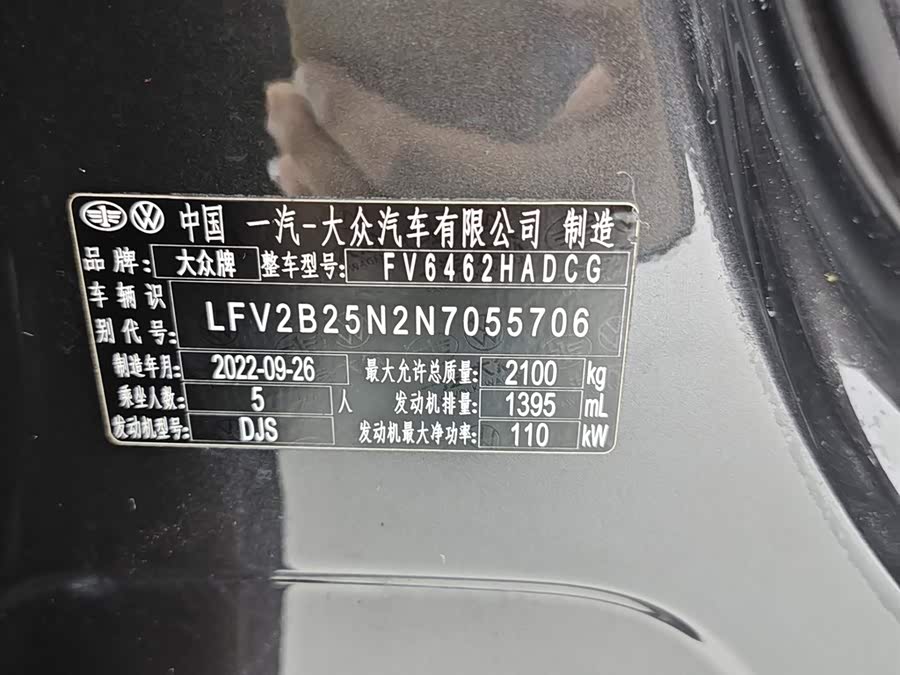 中国 一汽-大众汽车有限公司 制造
品牌: 大众牌 整车型号: FV6462HADCG
车辆识
别代号: LFV2B25N2N7055706
制造年月: 2022-09-26 最大允许总质量: 2100 kg
乘坐人数: 5 人 发动机排量: 1395 mL
发动机型号: DJS 发动机最大净功率: 110 kW